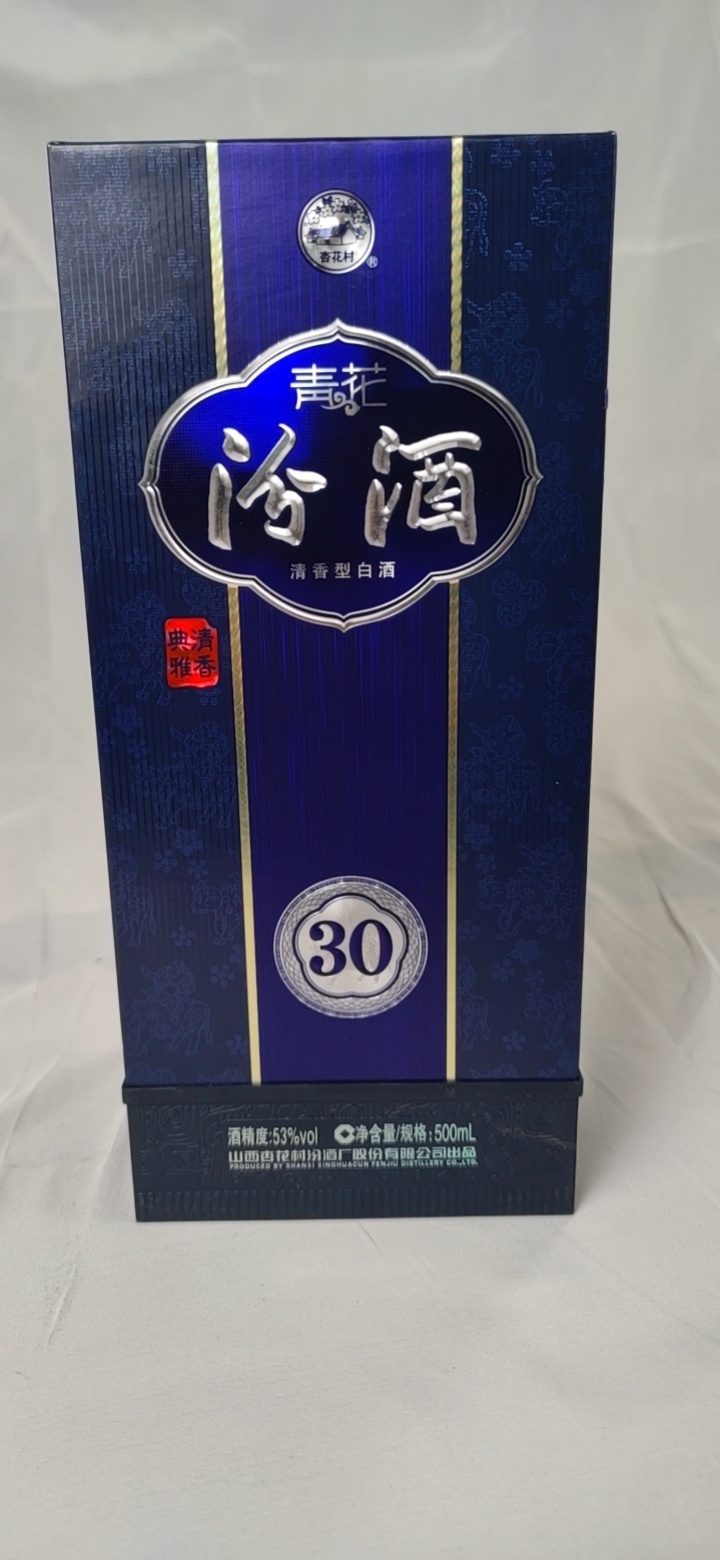 杏花村
®
青花
汾酒
清香型白酒
清香
典雅
30
酒精度:53%vol 净含量/规格:500mL
山西杏花村汾酒厂股份有限公司出品
PRODUCED BY SHANXI XINGHUACUN FENJIU DISTILLERY CO.,LTD.